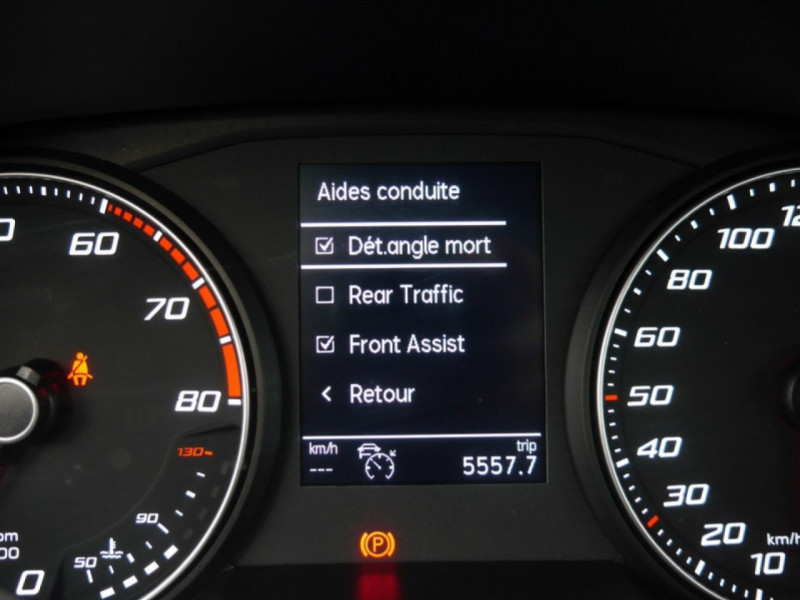 Aides conduite
Dét.angle mort
Rear Traffic
Front Assist
Retour
km/h
trip
---
5557.7
60
70
80
130
90
50
0
100
80
60
50
40
30
20
10
km/h
P